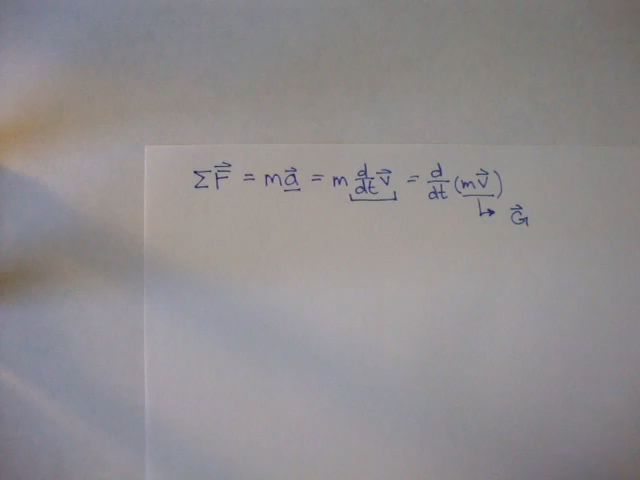 ΣF⃗ = ma⃗ = m d/dt v⃗ = d/dt (mv⃗)
↳ G⃗